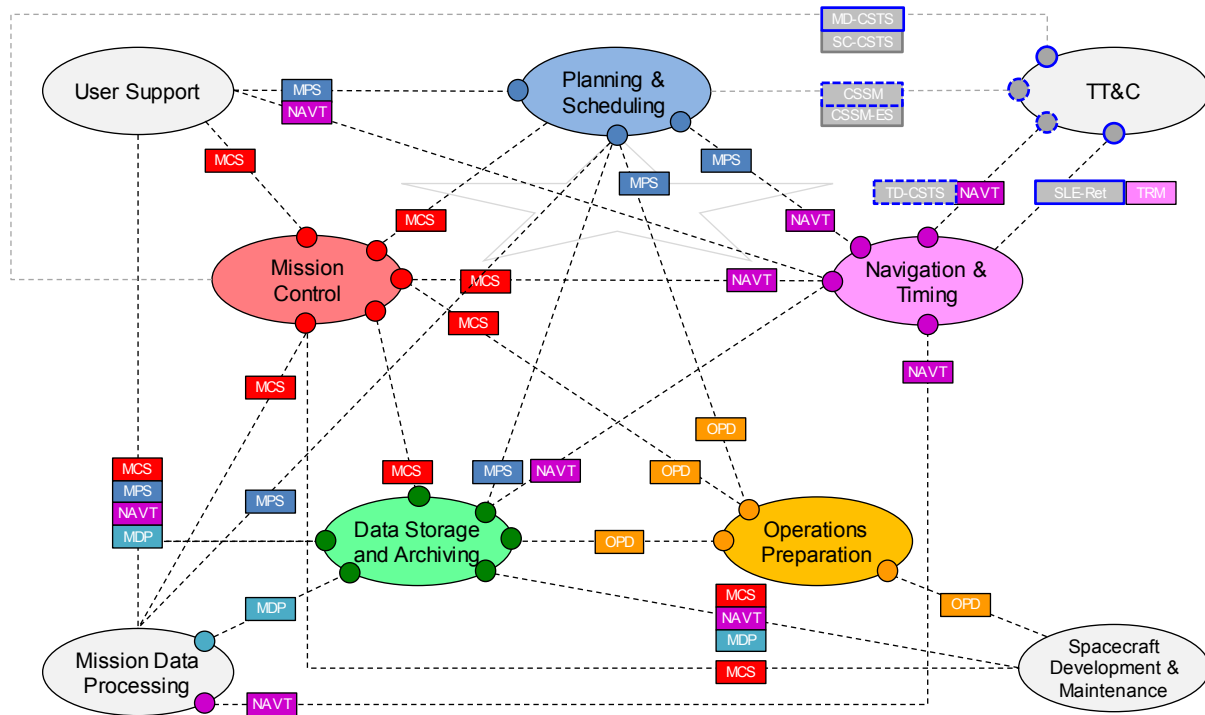 MD-CSTS
SC-CSTS
User Support
MPS
NAVT
Planning &
Scheduling
CSSM
CSSM-ES
TT&C
MCS
MPS
MPS
TD-CSTS
NAVT
SLE-Ret
TRM
MCS
NAVT
Mission
Control
MCS
NAVT
Navigation &
Timing
MCS
MCS
NAVT
OPD
MCS
MPS
NAVT
MDP
MPS
MCS
MPS
NAVT
OPD
Data Storage
and Archiving
OPD
Operations
Preparation
MDP
MCS
NAVT
MDP
OPD
Mission Data
Processing
NAVT
MCS
Spacecraft
Development &
Maintenance